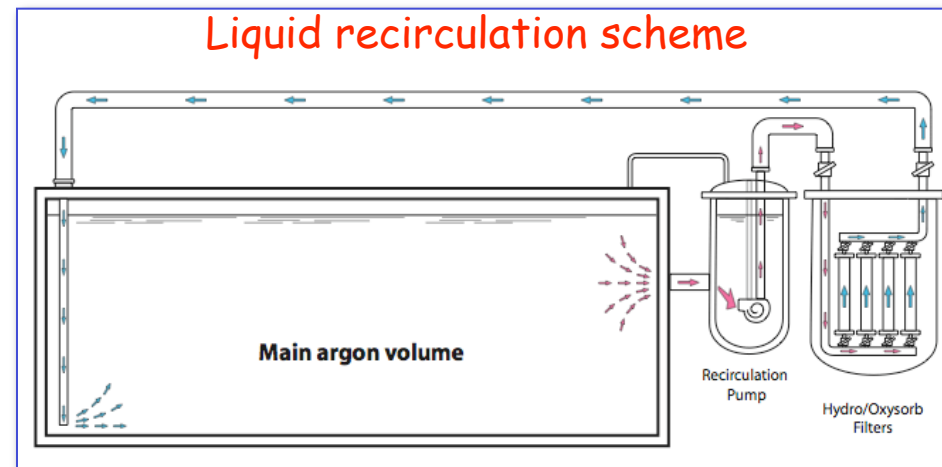 Liquid recirculation scheme
Main argon volume
Recirculation
Pump
Hydro/Oxysorb
Filters